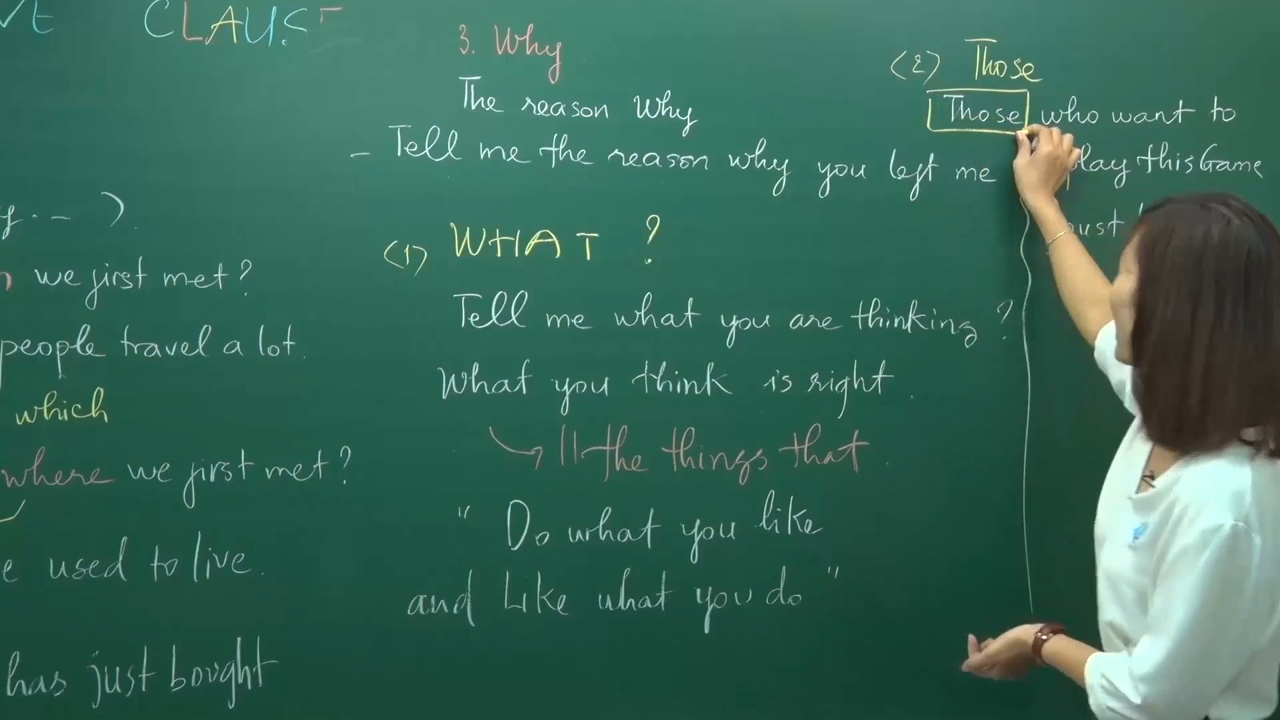 CLAUSE
y... ).
we first met?
people travel a lot.
which
where we first met?
e used to live.
has just bought
3. Why
The reason why
- Tell me the reason why you left me
(1) WHAT ?
Tell me what you are thinking ?
What you think is right.
the things that.
" Do what you like
and Like what you do "
(2) Those
Those who want to
play this Game